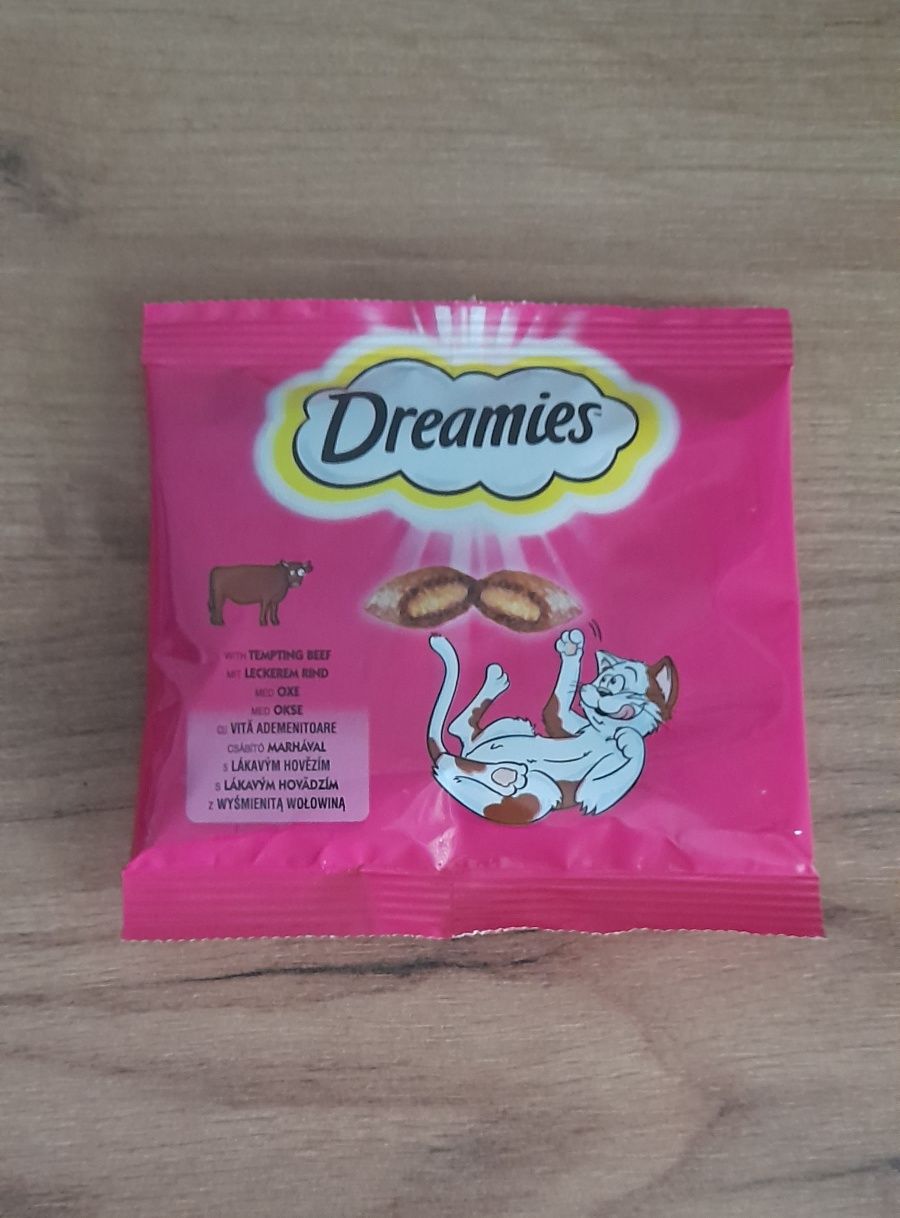 Dreamies™
WITH TEMPTING BEEF
MIT LECKEREM RIND
MED OXE
MED OKSE
CU VITĂ ADEMENITOARE
CSÁBÍTÓ MARHÁVAL
S LÁKAVÝM HOVĚZÍM
S LÁKAVÝM HOVÄDZÍM
Z WYŚMIENITĄ WOŁOWINĄ